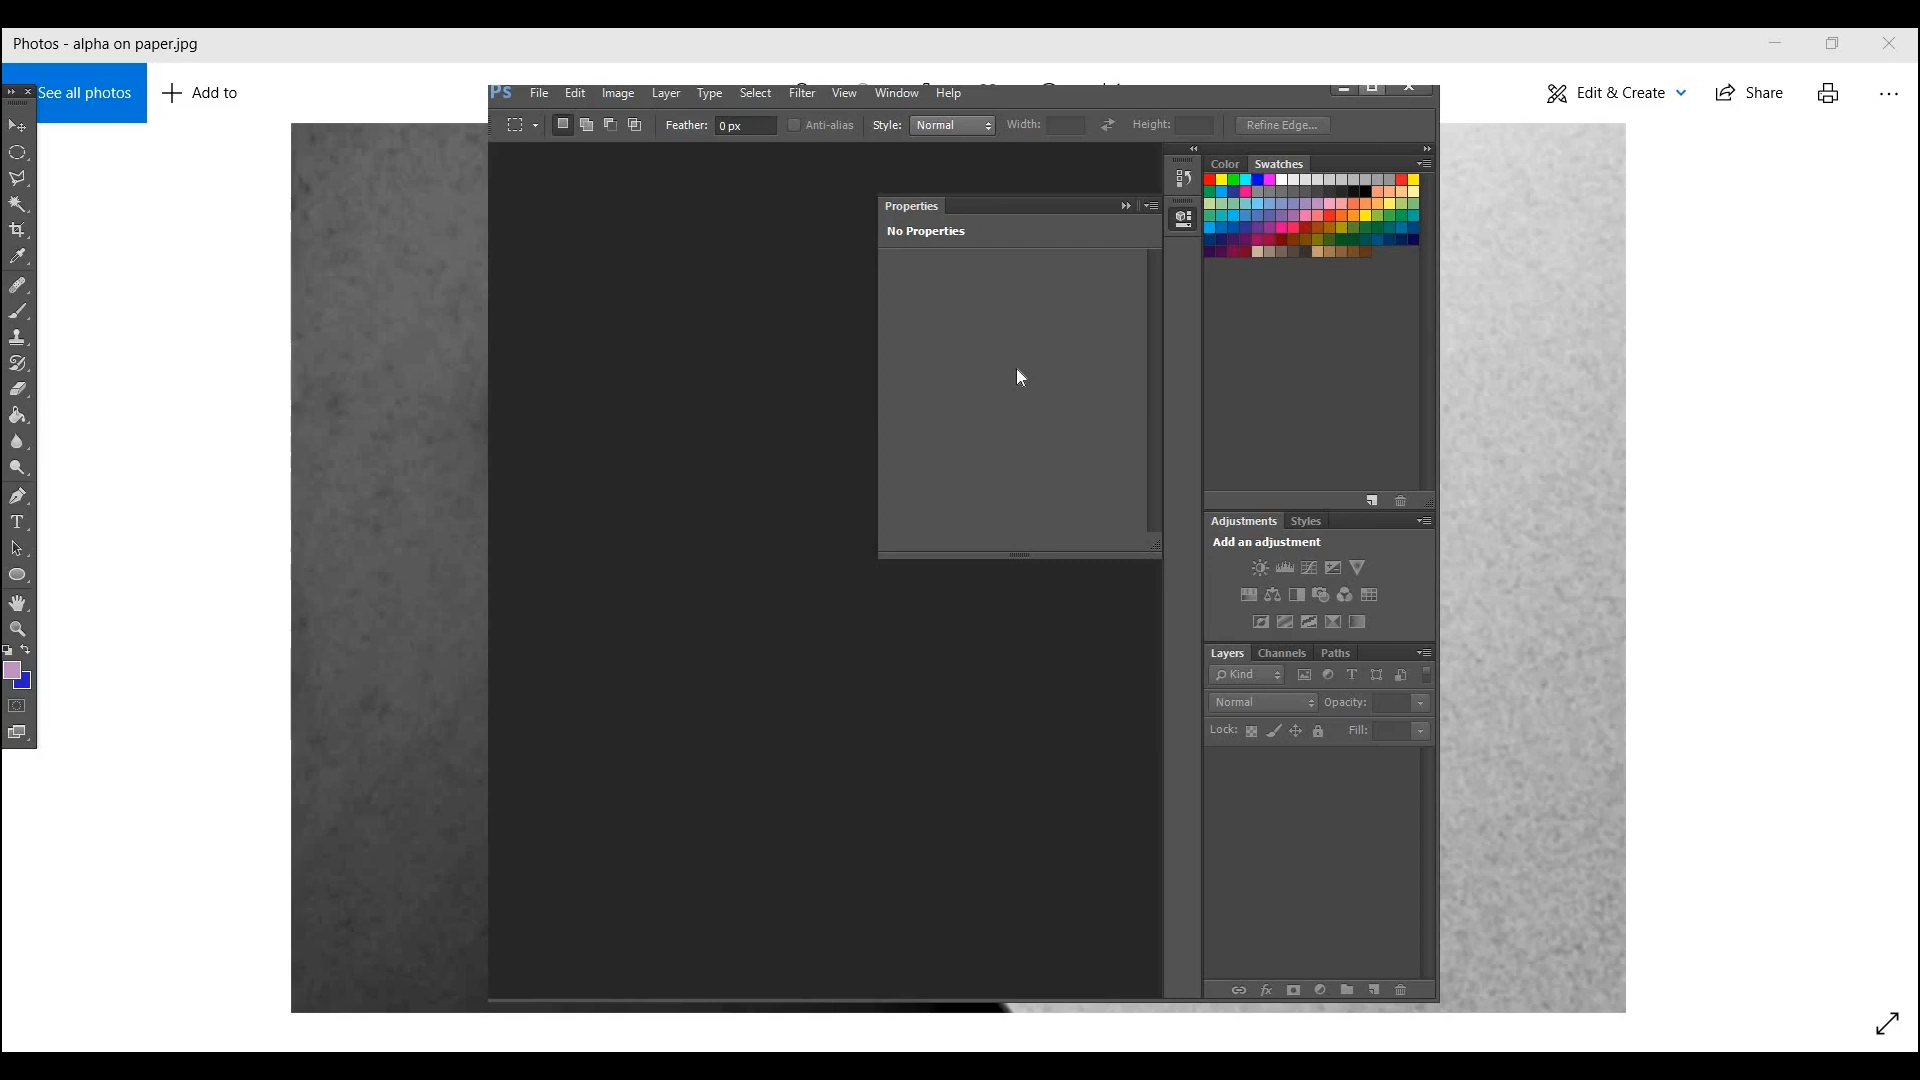 Photos - alpha on paper.jpg
See all photos
Add to
Edit & Create
Share
Ps File Edit Image Layer Type Select Filter View Window Help
Feather: 0 px Anti-alias Style: Normal Width: Height: Refine Edge...
Color Swatches
Properties
No Properties
Adjustments Styles
Add an adjustment
Layers Channels Paths
Kind
Normal Opacity:
Lock: Fill: